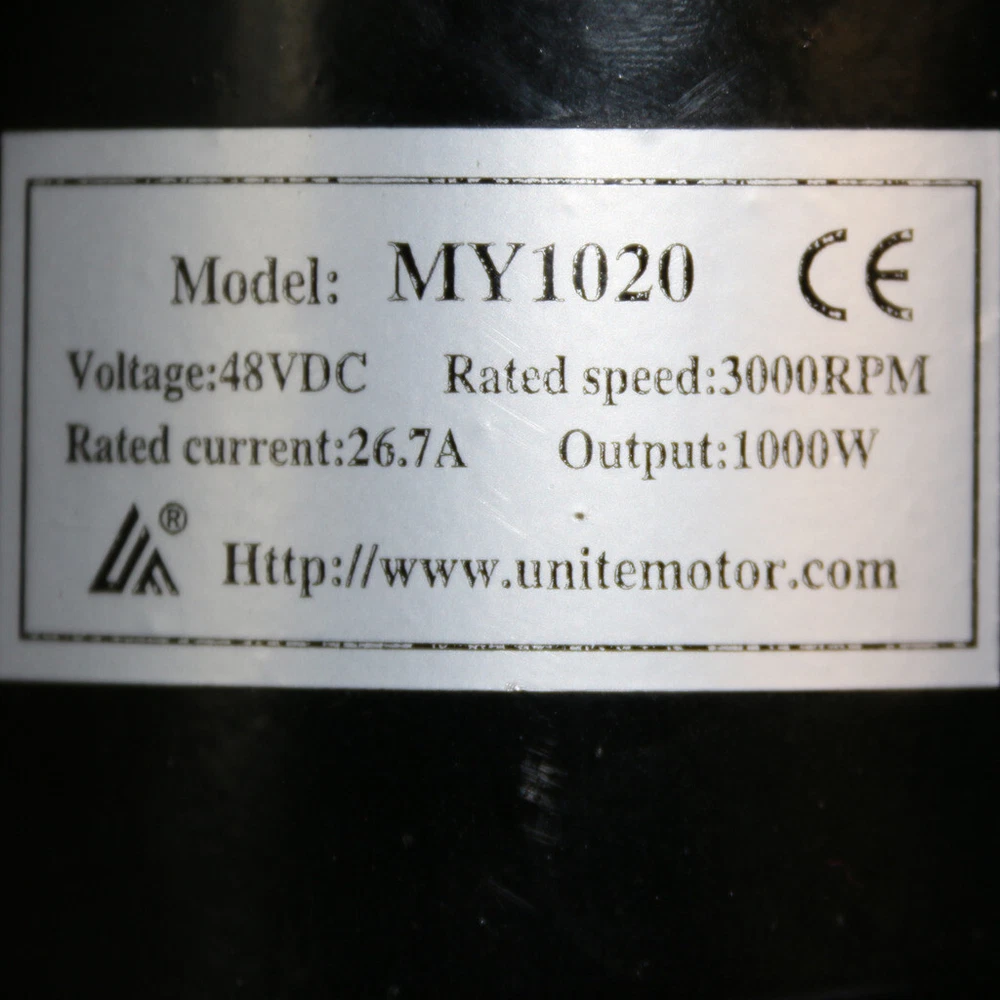 Model: MY1020 CE
Voltage:48VDC Rated speed:3000RPM
Rated current:26.7A Output:1000W
® Http://www.unitemotor.com